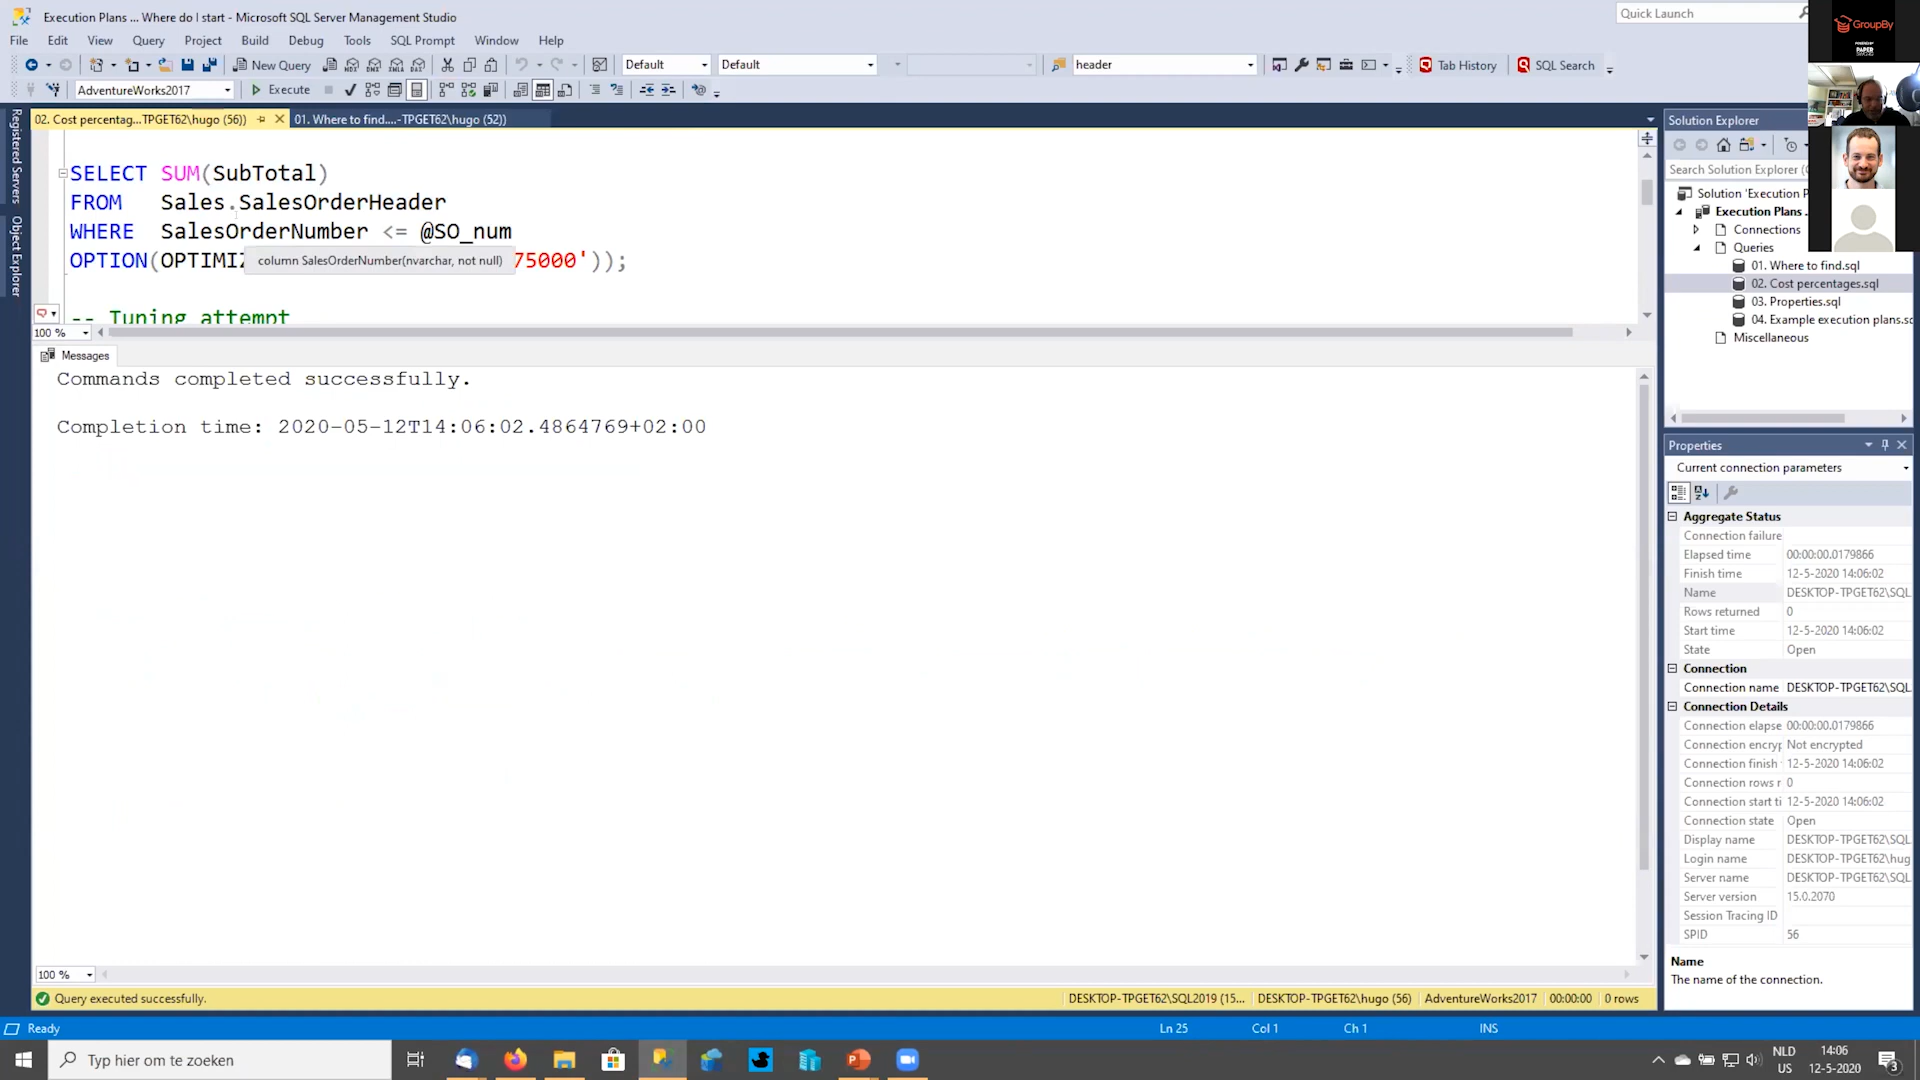 Execution Plans ... Where do I start - Microsoft SQL Server Management Studio
Quick Launch
GroupBy
File Edit View Query Project Build Debug Tools SQL Prompt Window Help
New Query Default Default header Tab History SQL Search
AdventureWorks2017 Execute
02. Cost percentag...TPGET62\hugo (56)) 01. Where to find....-TPGET62\hugo (52))
Registered Servers
Object Explorer
SELECT SUM(SubTotal)
FROM Sales.SalesOrderHeader
WHERE SalesOrderNumber <= @SO_num
OPTION(OPTIMIZ 75000'));
column SalesOrderNumber(nvarchar, not null)
-- Tuning attempt
100 %
Messages
Commands completed successfully.
Completion time: 2020-05-12T14:06:02.4864769+02:00
100 %
Query executed successfully.
DESKTOP-TPGET62\SQL2019 (15... DESKTOP-TPGET62\hugo (56) AdventureWorks2017 00:00:00 0 rows
Solution Explorer
Search Solution Explorer (
Solution 'Execution P
Execution Plans .
Connections
Queries
01. Where to find.sql
02. Cost percentages.sql
03. Properties.sql
04. Example execution plans.sc
Miscellaneous
Properties
Current connection parameters
Aggregate Status
Connection failure
Elapsed time 00:00:00.0179866
Finish time 12-5-2020 14:06:02
Name DESKTOP-TPGET62\SQL
Rows returned 0
Start time 12-5-2020 14:06:02
State Open
Connection
Connection name DESKTOP-TPGET62\SQL
Connection Details
Connection elapse 00:00:00.0179866
Connection encryp Not encrypted
Connection finish 12-5-2020 14:06:02
Connection rows r 0
Connection start ti 12-5-2020 14:06:02
Connection state Open
Display name DESKTOP-TPGET62\SQL
Login name DESKTOP-TPGET62\hug
Server name DESKTOP-TPGET62\SQL
Server version 15.0.2070
Session Tracing ID
SPID 56
Name
The name of the connection.
Ready Ln 25 Col 1 Ch 1 INS
Typ hier om te zoeken
NLD
US
14:06
12-5-2020
3